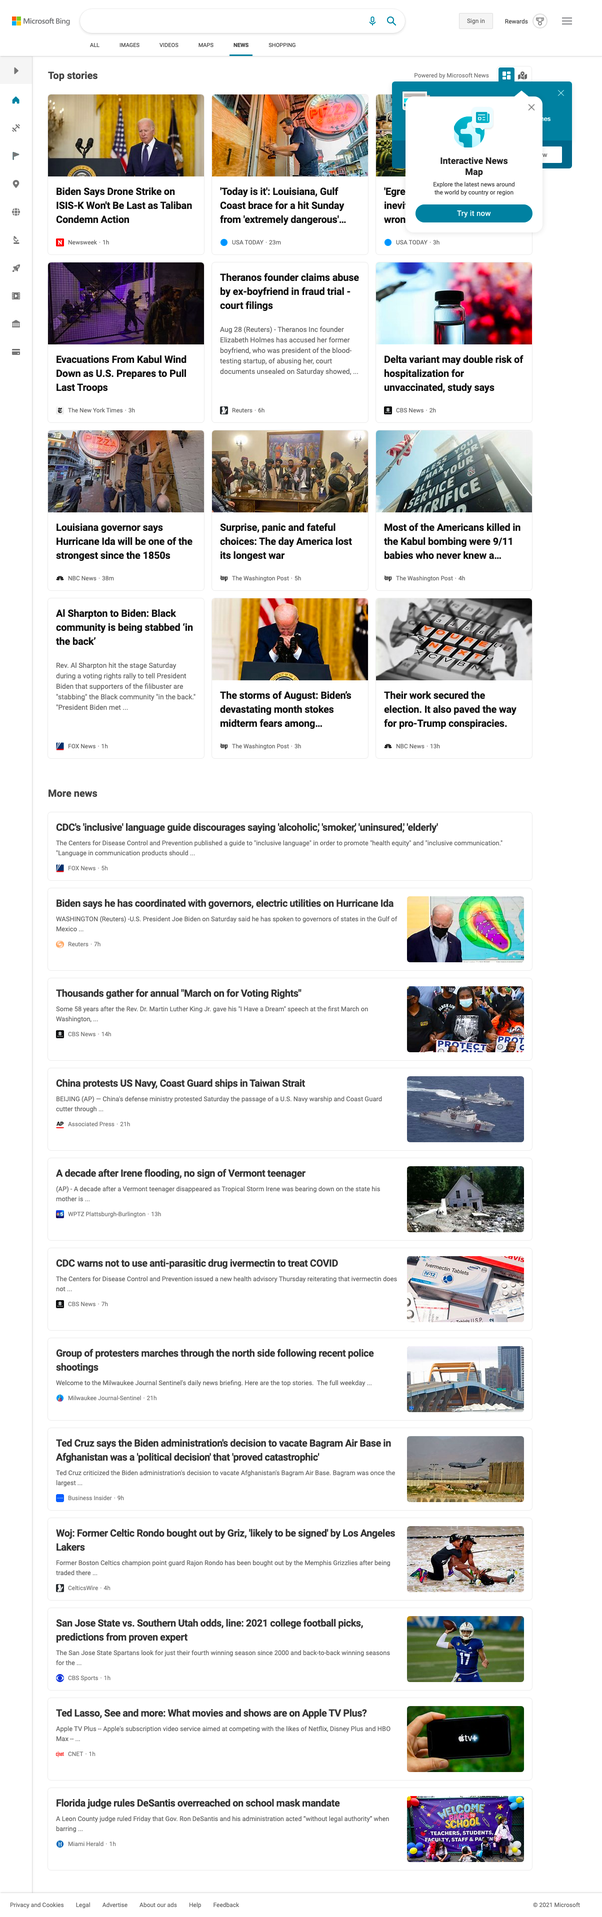 Microsoft Bing
Sign in
Rewards
ALL
IMAGES
VIDEOS
MAPS
NEWS
SHOPPING
Top stories
Powered by Microsoft News
Interactive News
Map
Explore the latest news around
the world by country or region
Try it now
Biden Says Drone Strike on
ISIS-K Won't Be Last as Taliban
Condemn Action
Newsweek · 1h
'Today is it': Louisiana, Gulf
Coast brace for a hit Sunday
from 'extremely dangerous'...
USA TODAY · 23m
'Egre
inevi
wron
USA TODAY · 3h
Evacuations From Kabul Wind
Down as U.S. Prepares to Pull
Last Troops
The New York Times · 3h
Theranos founder claims abuse
by ex-boyfriend in fraud trial -
court filings
Aug 28 (Reuters) - Theranos Inc founder
Elizabeth Holmes has accused her former
boyfriend, who was president of the blood-
testing startup, of abusing her, court
documents unsealed on Saturday showed, ...
Reuters · 6h
Delta variant may double risk of
hospitalization for
unvaccinated, study says
CBS News · 2h
PIZZA
Louisiana governor says
Hurricane Ida will be one of the
strongest since the 1850s
NBC News · 38m
Surprise, panic and fateful
choices: The day America lost
its longest war
The Washington Post · 5h
ALL YOUR
SERVICE
SACRIFICE
Most of the Americans killed in
the Kabul bombing were 9/11
babies who never knew a...
The Washington Post · 4h
Al Sharpton to Biden: Black
community is being stabbed 'in
the back'
Rev. Al Sharpton hit the stage Saturday
during a voting rights rally to tell President
Biden that supporters of the filibuster are
"stabbing" the Black community "in the back."
"President Biden met ...
FOX News · 1h
The storms of August: Biden's
devastating month stokes
midterm fears among...
The Washington Post · 3h
Their work secured the
election. It also paved the way
for pro-Trump conspiracies.
NBC News · 13h
More news
CDC's 'inclusive' language guide discourages saying 'alcoholic,' 'smoker,' 'uninsured,' 'elderly'
The Centers for Disease Control and Prevention published a guide to "inclusive language" in order to promote "health equity" and "inclusive communication."
"Language in communication products should ...
FOX News · 5h
Biden says he has coordinated with governors, electric utilities on Hurricane Ida
WASHINGTON (Reuters) -U.S. President Joe Biden on Saturday said he has spoken to governors of states in the Gulf of
Mexico ...
Reuters · 7h
Thousands gather for annual "March on for Voting Rights"
Some 58 years after the Rev. Dr. Martin Luther King Jr. gave his "I Have a Dream" speech at the first March on
Washington, ...
CBS News · 14h
China protests US Navy, Coast Guard ships in Taiwan Strait
BEIJING (AP) — China's defense ministry protested Saturday the passage of a U.S. Navy warship and Coast Guard
cutter through ...
Associated Press · 21h
A decade after Irene flooding, no sign of Vermont teenager
(AP) - A decade after a Vermont teenager disappeared as Tropical Storm Irene was bearing down on the state his
mother is ...
WPTZ Plattsburgh-Burlington · 13h
CDC warns not to use anti-parasitic drug ivermectin to treat COVID
The Centers for Disease Control and Prevention issued a new health advisory Thursday reiterating that ivermectin does
not ...
CBS News · 7h
Ivermectin Tablets
Group of protesters marches through the north side following recent police
shootings
Welcome to the Milwaukee Journal Sentinel's daily news briefing. Here are the top stories. The full weekday ...
Milwaukee Journal-Sentinel · 21h
Ted Cruz says the Biden administration's decision to vacate Bagram Air Base in
Afghanistan was a 'political decision' that 'proved catastrophic'
Ted Cruz criticized the Biden administration's decision to vacate Afghanistan's Bagram Air Base. Bagram was once the
largest ...
Business Insider · 9h
Woj: Former Celtic Rondo bought out by Griz, 'likely to be signed' by Los Angeles
Lakers
Former Boston Celtics champion point guard Rajon Rondo has been bought out by the Memphis Grizzlies after being
traded there ...
CelticsWire · 4h
San Jose State vs. Southern Utah odds, line: 2021 college football picks,
predictions from proven expert
The San Jose State Spartans look for just their fourth winning season since 2000 and back-to-back winning seasons
for the ...
CBS Sports · 1h
17
Ted Lasso, See and more: What movies and shows are on Apple TV Plus?
Apple TV Plus -- Apple's subscription video service aimed at competing with the likes of Netflix, Disney Plus and HBO
Max -- ...
CNET · 1h
tv+
Florida judge rules DeSantis overreached on school mask mandate
A Leon County judge ruled Friday that Gov. Ron DeSantis and his administration acted "without legal authority" when
barring ...
Miami Herald · 1h
WELCOME
BACK TO
SCHOOL
TEACHERS, STUDENTS,
FACULTY, STAFF & PAR
Privacy and Cookies
Legal
Advertise
About our ads
Help
Feedback
© 2021 Microsoft